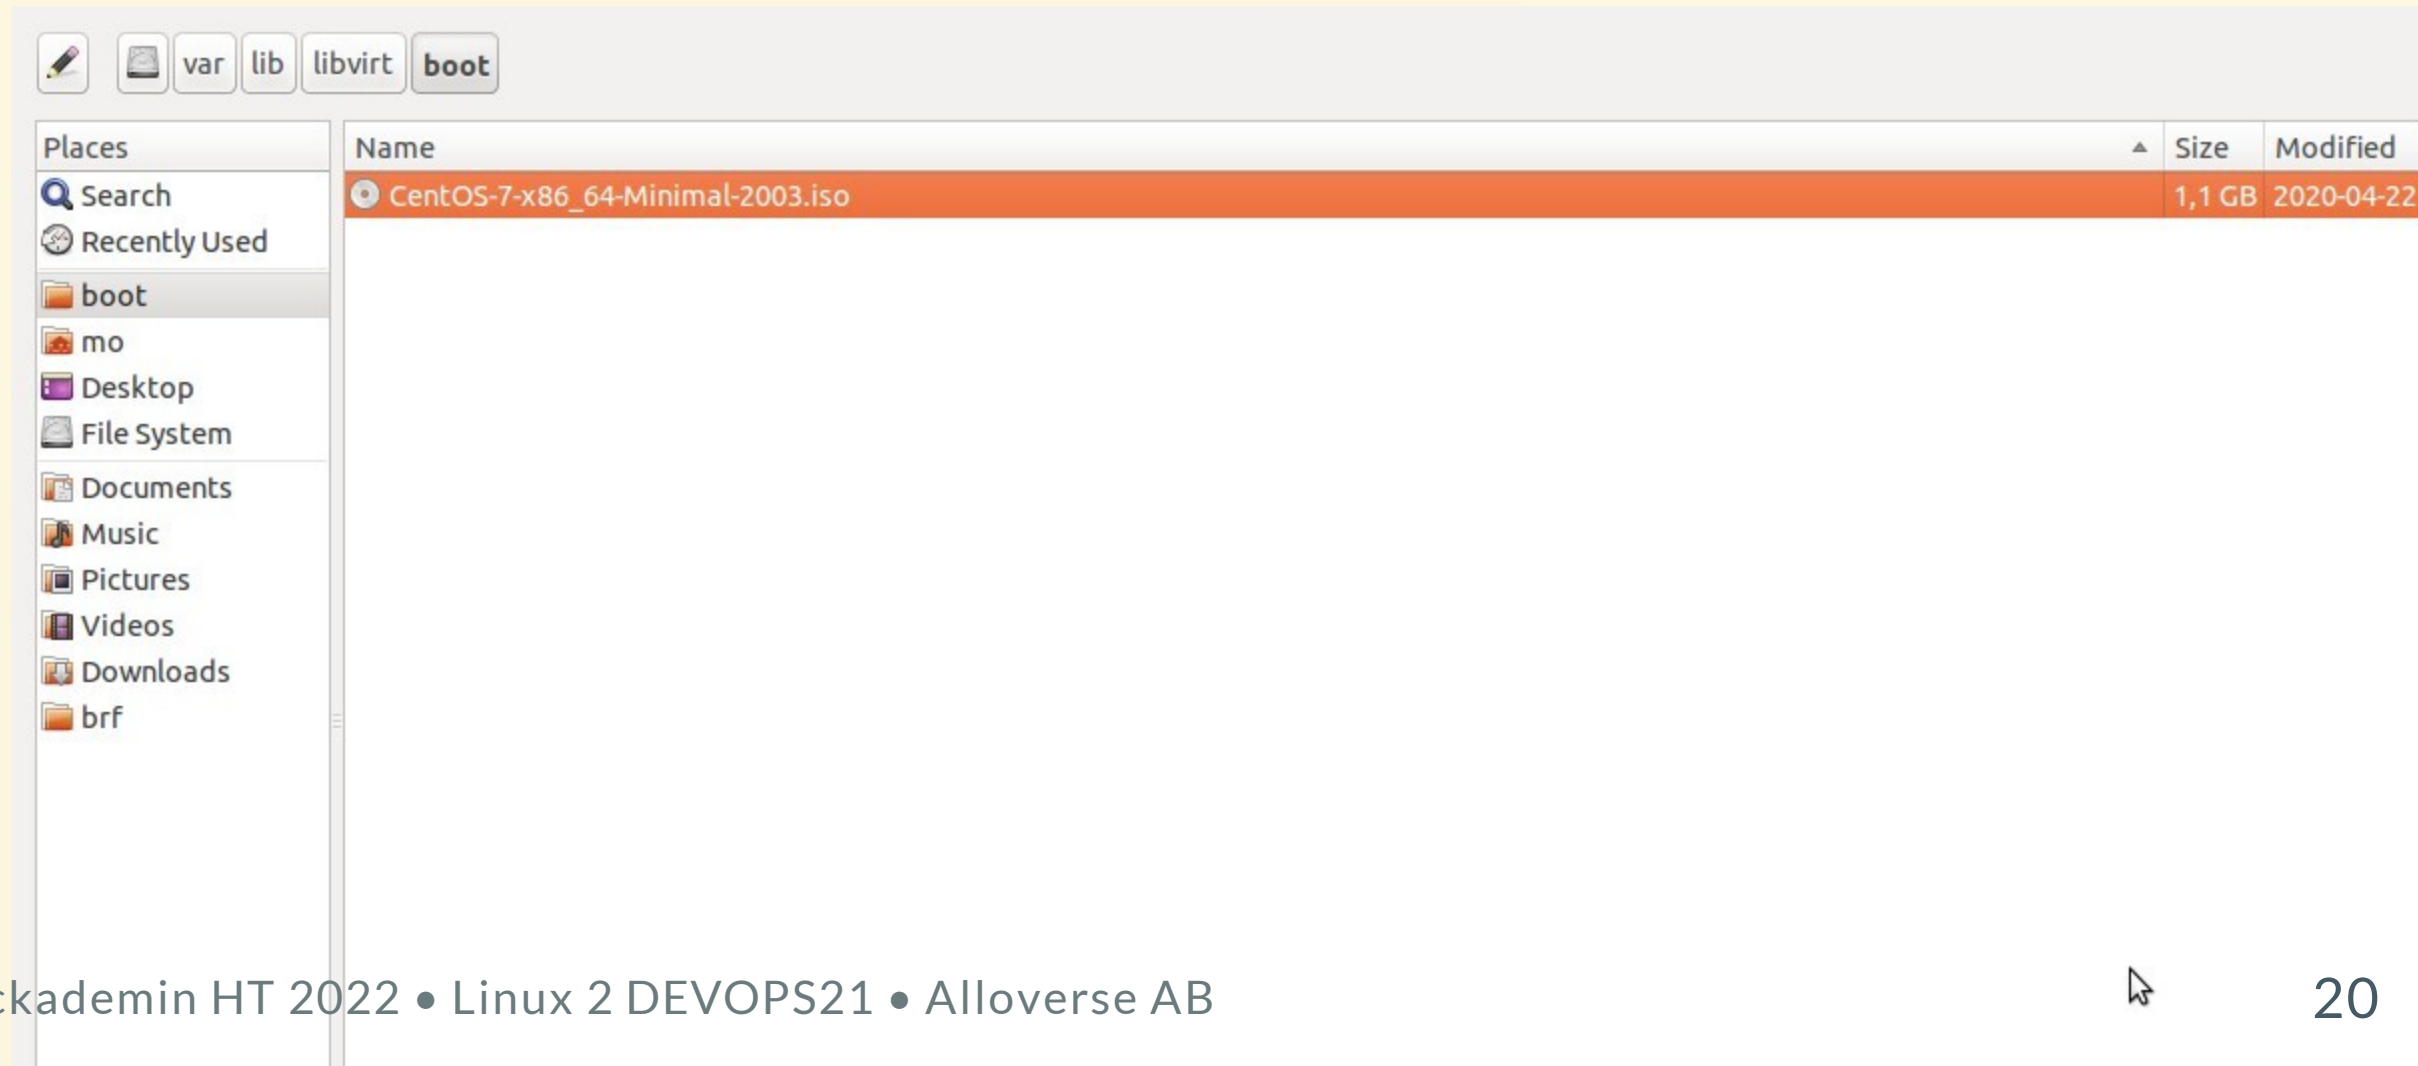 var lib libvirt boot
Places
Name Size Modified
Search
CentOS-7-x86_64-Minimal-2003.iso 1,1 GB 2020-04-22
Recently Used
boot
mo
Desktop
File System
Documents
Music
Pictures
Videos
Downloads
brf
ckademin HT 2022 • Linux 2 DEVOPS21 • Alloverse AB
20